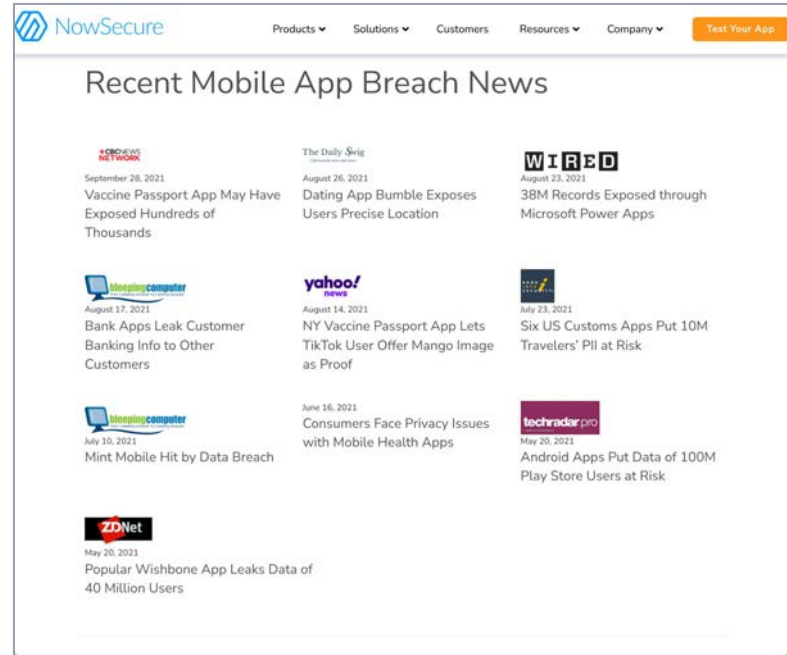 NowSecure
Products Solutions Customers Resources Company Test Your App
Recent Mobile App Breach News
CBCNEWS
NETWORK
September 28, 2021
Vaccine Passport App May Have
Exposed Hundreds of
Thousands
The Daily Swig
August 26, 2021
Dating App Bumble Exposes
Users Precise Location
WIRED
August 23, 2021
38M Records Exposed through
Microsoft Power Apps
bleepingcomputer
August 17, 2021
Bank Apps Leak Customer
Banking Info to Other
Customers
yahoo!
news
August 14, 2021
NY Vaccine Passport App Lets
TikTok User Offer Mango Image
as Proof
July 23, 2021
Six US Customs Apps Put 10M
Travelers’ PII at Risk
bleepingcomputer
July 10, 2021
Mint Mobile Hit by Data Breach
June 16, 2021
Consumers Face Privacy Issues
with Mobile Health Apps
techradar pro
May 20, 2021
Android Apps Put Data of 100M
Play Store Users at Risk
ZDNet
May 20, 2021
Popular Wishbone App Leaks Data of
40 Million Users